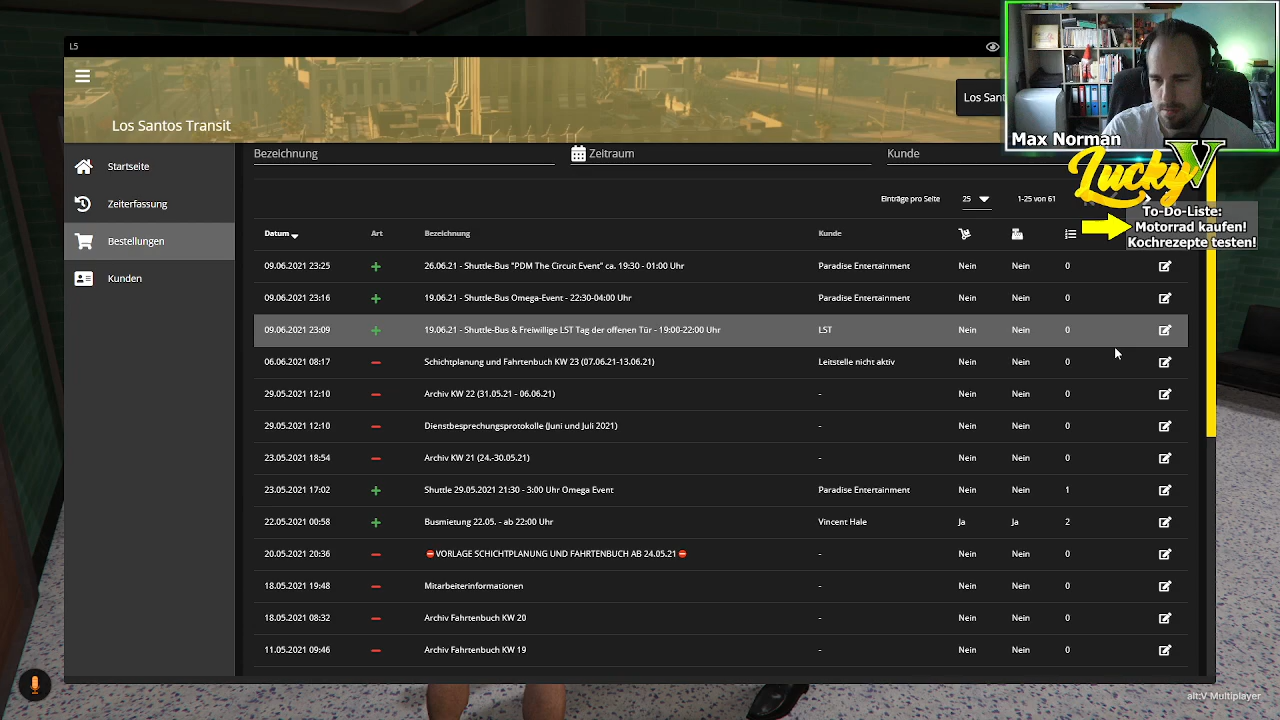 L5
Los Santos Transit
Los Sant
Max Norman
LuckyV
To-Do-Liste:
Motorrad kaufen!
Kochrezepte testen!
Startseite
Zeiterfassung
Bestellungen
Kunden
Bezeichnung Zeitraum Kunde
Einträge pro Seite 25 1-25 von 61
Datum Art Bezeichnung Kunde
09.06.2021 23:25 + 26.06.21 - Shuttle-Bus "PDM The Circuit Event" ca. 19:30 - 01:00 Uhr Paradise Entertainment Nein Nein 0
09.06.2021 23:16 + 19.06.21 - Shuttle-Bus Omega-Event - 22:30-04:00 Uhr Paradise Entertainment Nein Nein 0
09.06.2021 23:09 + 19.06.21 - Shuttle-Bus & Freiwillige LST Tag der offenen Tür - 19:00-22:00 Uhr LST Nein Nein 0
06.06.2021 08:17 - Schichtplanung und Fahrtenbuch KW 23 (07.06.21-13.06.21) Leitstelle nicht aktiv Nein Nein 0
29.05.2021 12:10 - Archiv KW 22 (31.05.21 - 06.06.21) - Nein Nein 0
29.05.2021 12:10 - Dienstbesprechungsprotokolle (Juni und Juli 2021) - Nein Nein 0
23.05.2021 18:54 - Archiv KW 21 (24.-30.05.21) - Nein Nein 0
23.05.2021 17:02 + Shuttle 29.05.2021 21:30 - 3:00 Uhr Omega Event Paradise Entertainment Nein Nein 1
22.05.2021 00:58 + Busmietung 22.05. - ab 22:00 Uhr Vincent Hale Ja Ja 2
20.05.2021 20:36 - ⛔VORLAGE SCHICHTPLANUNG UND FAHRTENBUCH AB 24.05.21⛔ - Nein Nein 0
18.05.2021 19:48 - Mitarbeiterinformationen - Nein Nein 0
18.05.2021 08:32 - Archiv Fahrtenbuch KW 20 - Nein Nein 0
11.05.2021 09:46 - Archiv Fahrtenbuch KW 19 - Nein Nein 0
alt:V Multiplayer